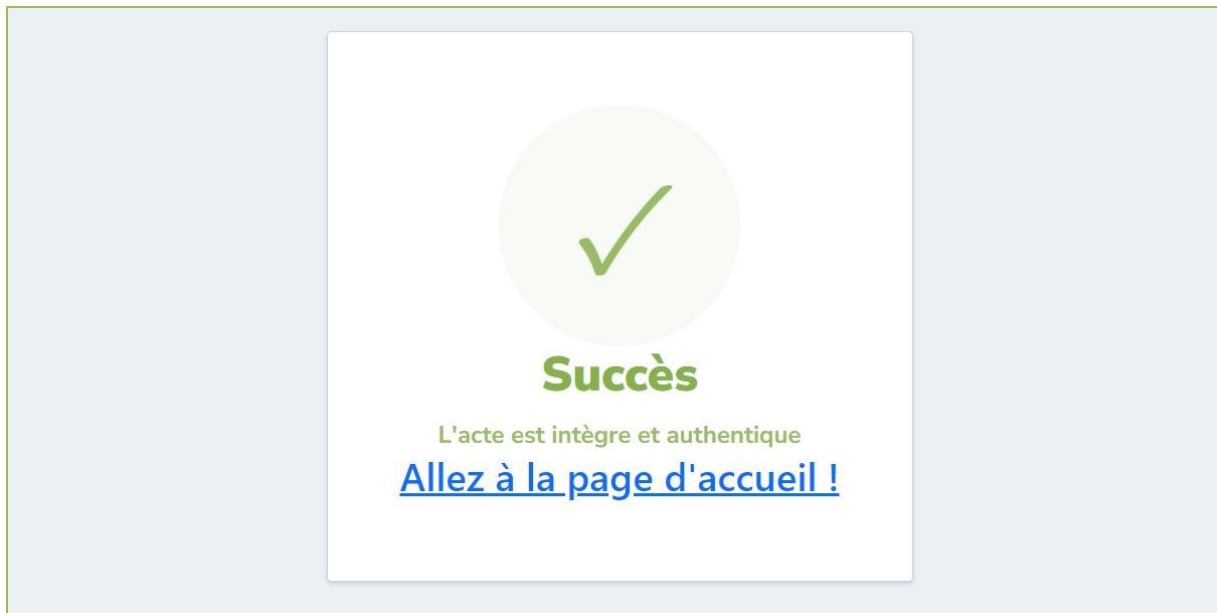 Succès
L'acte est intègre et authentique
Allez à la page d'accueil !